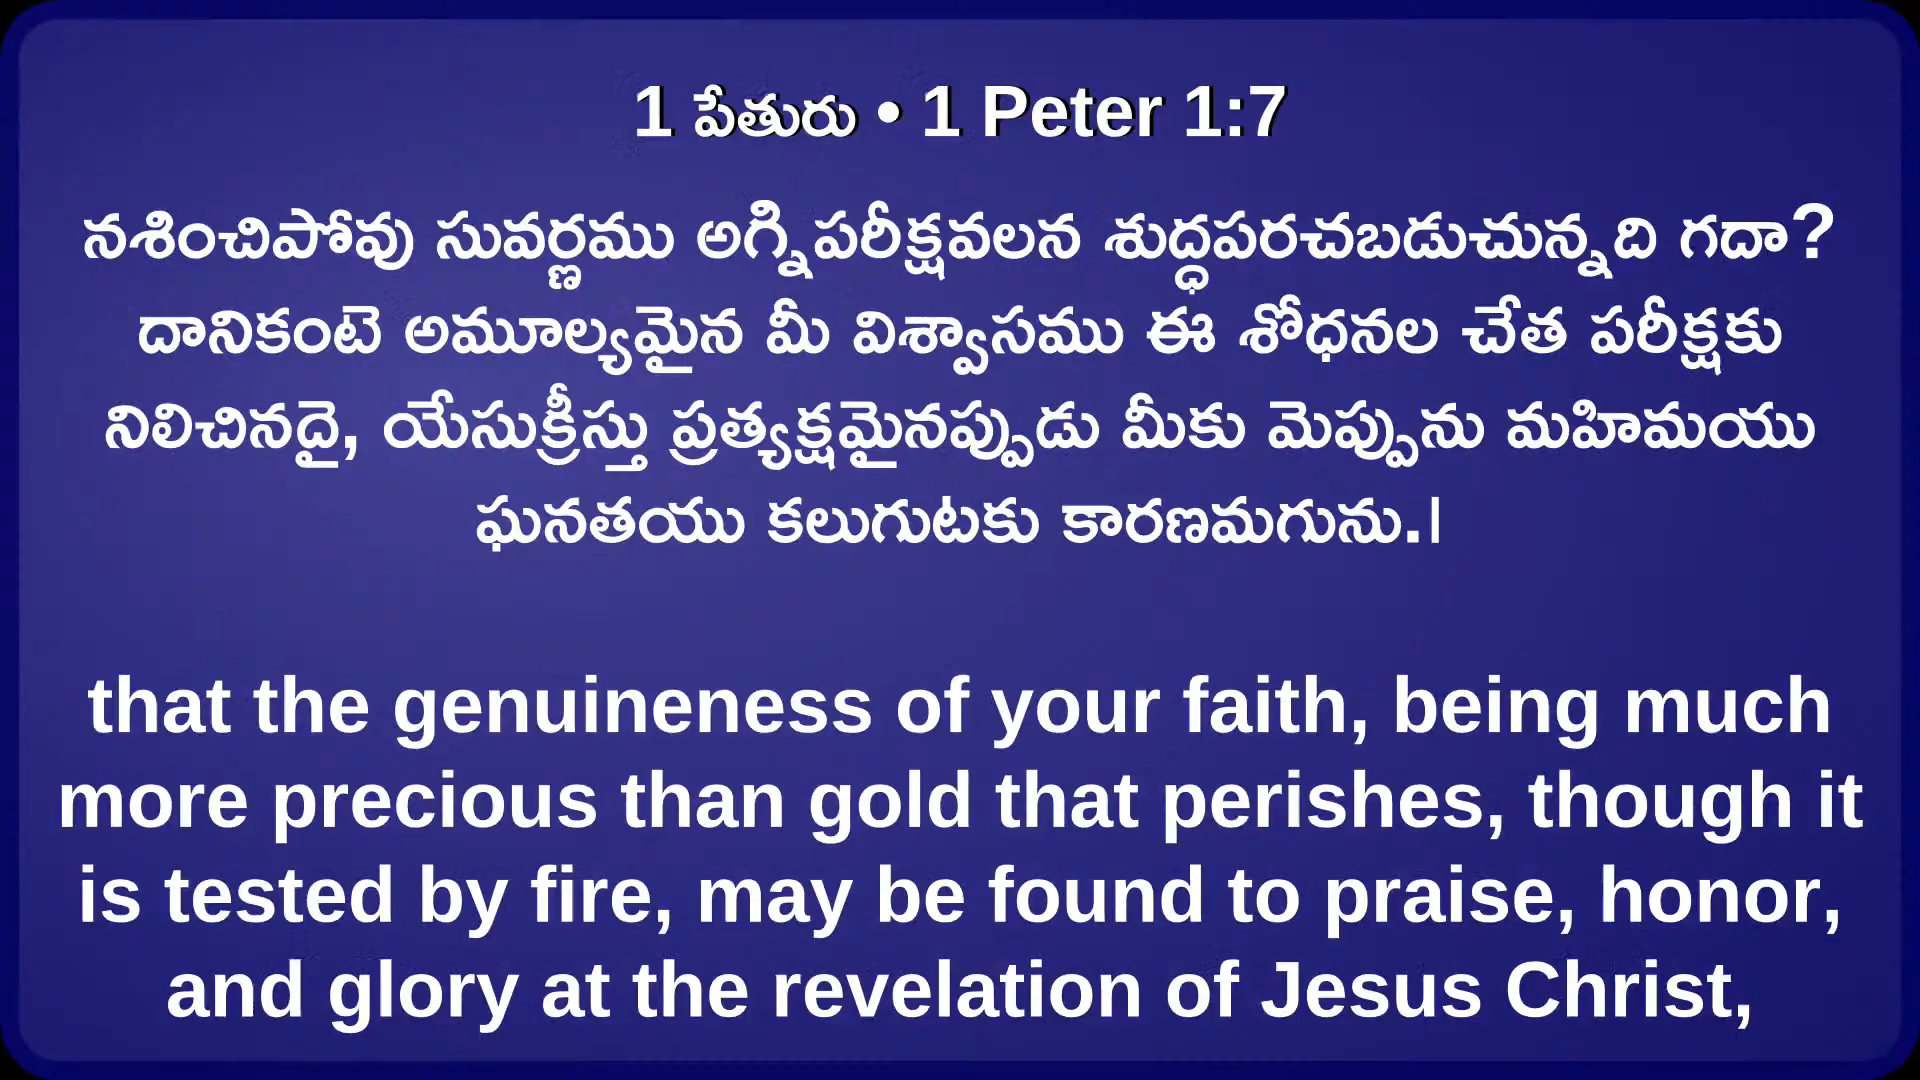 1 పేతురు • 1 Peter 1:7
నశించిపోవు సువర్ణము అగ్నిపరీక్షవలన శుద్ధపరచబడుచున్నది గదా?
దానికంటె అమూల్యమైన మీ విశ్వాసము ఈ శోధనల చేత పరీక్షకు
నిలిచినదై, యేసుక్రీస్తు ప్రత్యక్షమైనప్పుడు మీకు మెప్పును మహిమయు
ఘనతయు కలుగుటకు కారణమగును.।
that the genuineness of your faith, being much
more precious than gold that perishes, though it
is tested by fire, may be found to praise, honor,
and glory at the revelation of Jesus Christ,